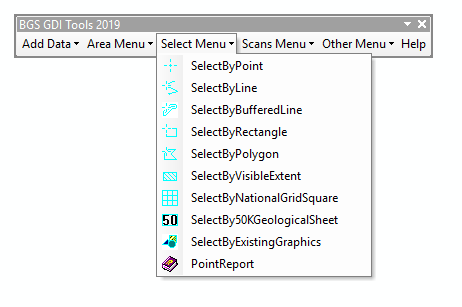 BGS GDI Tools 2019
Add Data Area Menu Select Menu Scans Menu Other Menu Help
SelectByPoint
SelectByLine
SelectByBufferedLine
SelectByRectangle
SelectByPolygon
SelectByVisibleExtent
SelectByNationalGridSquare
50 SelectBy50KGeologicalSheet
SelectByExistingGraphics
PointReport